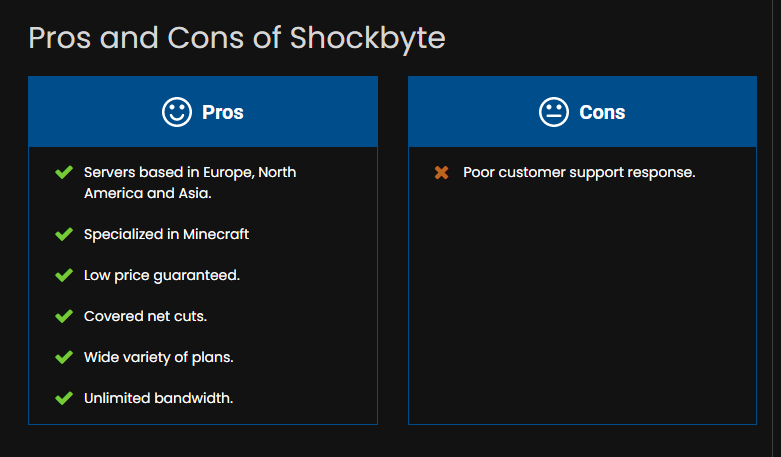 Pros and Cons of Shockbyte
Pros
Servers based in Europe, North
America and Asia.
Specialized in Minecraft
Low price guaranteed.
Covered net cuts.
Wide variety of plans.
Unlimited bandwidth.
Cons
Poor customer support response.